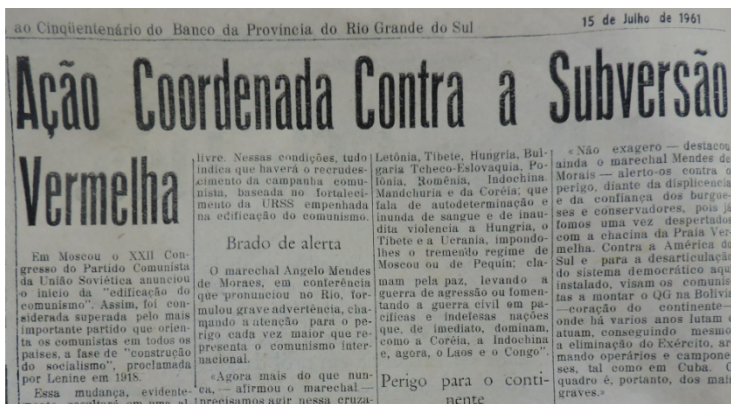 ao Cinqüentenário do Banco da Província do Rio Grande do Sul
15 de Julho de 1961
Ação Coordenada Contra a Subversão
Vermelha
Em Moscou o XXII Con-
gresso do Partido Comunista
da União Soviética anunciou
o início da "edificação do
comunismo". Assim, foi con-
siderada superada pelo mais
importante partido que orien-
ta os comunistas em todos os
países, a fase de "construção
do socialismo", proclamada
por Lenine em 1918.
Essa mudança, evidente-
livre. Nessas condições, tudo
indica que haverá o recrudes-
cimento da campanha comu-
nista, baseada no fortaleci-
mento da URSS empenhada
na edificação do comunismo.
Brado de alerta
O marechal Angelo Mendes
de Moraes, em conferência
que pronunciou no Rio, for-
mulou grave advertência, cha-
mando a atenção para o pe-
rigo cada vez maior que re-
presenta o comunismo inter-
nacional.
«Agora mais do que nun-
ca, — afirmou o marechal —
precisamos agir nessa cruza-
Letônia, Tibete, Hungria, Bul-
garia Tcheco-Eslovaquia, Po-
lônia, Romênia, Indochina
Mandchuria e da Coréia; que
fala de autodeterminação e
inunda de sangue e de inau-
dita violencia a Hungria, o
Tibete e a Ucrania, impondo-
lhes o tremendo regime de
Moscou ou de Pequin; cla-
mam pela paz, levando a
guerra de agressão ou fomen-
tando a guerra civil em pa-
cíficas e indefesas nações
que, de imediato, dominam,
como a Coréia, a Indochina
e, agora, o Laos e o Congo".
Perigo para o conti-
nente
«Não exagero — destacou
ainda o marechal Mendes de
Morais — alerto-os contra o
perigo, diante da displicencia
e da confiança dos burgue-
ses e conservadores, pois já
fomos uma vez despertados
com a chacina da Praia Ver-
melha. Contra a América do
Sul e para a desarticulação
do sistema democrático aqui
instalado, visam os comunis-
tas a montar o QG na Bolivia
—coração do continente—
onde há varios anos lutam e
atuam, conseguindo mesmo
a eliminação do Exército, ar-
mando operários e campone-
ses, tal como em Cuba. O
quadro é, portanto, dos mais
graves.»